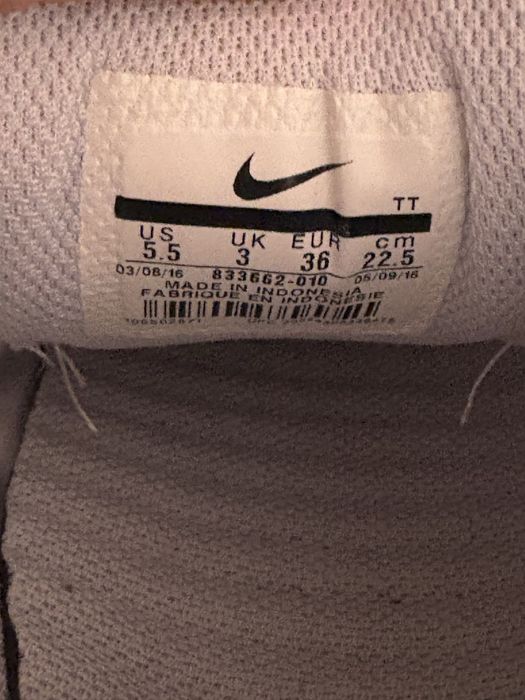 TT
US UK EUR cm
5.5 3 36 22.5
03/08/16 833662-010 05/09/16
MADE IN INDONESIA
FABRIQUE EN INDONESIE